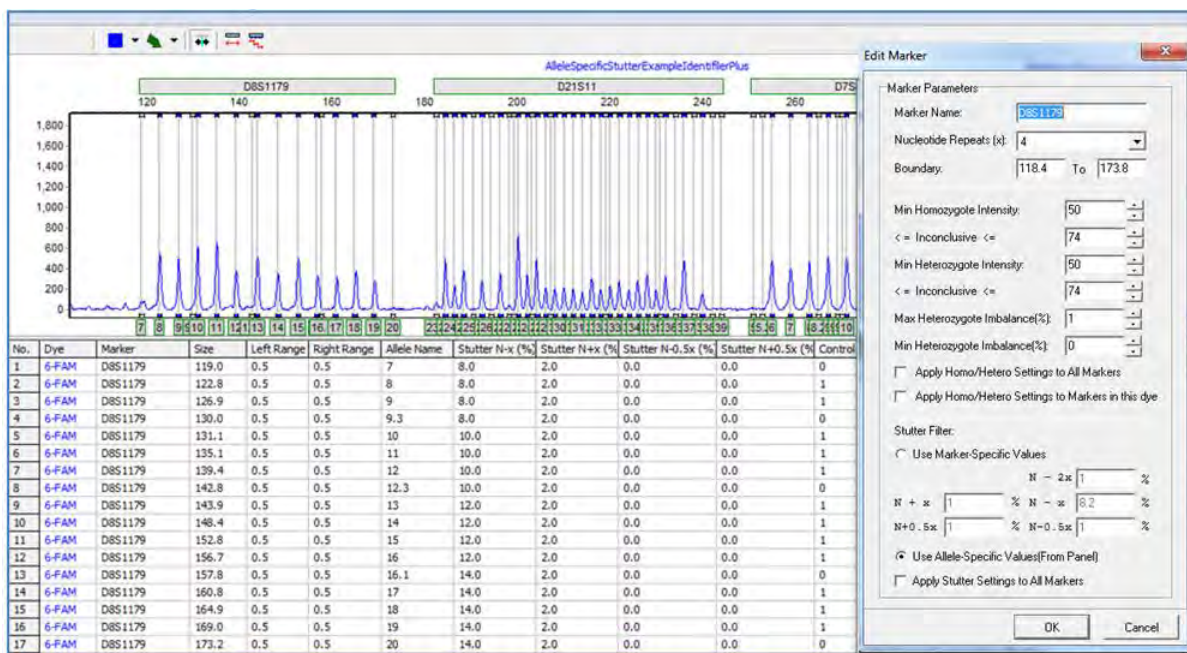 AlleleSpecificStutterExampleIdentifilerPlus
D8S1179 D21S11 D7S
120 140 160 180 200 220 240 260
1,800
1,600
1,400
1,200
1,000
800
600
400
200
0
7 8 9 10 11 13 14 15 17 18 19 20
No. Dye Marker Size Left Range Right Range Allele Name Stutter N-x (%) Stutter N+x (% Stutter N-0.5x (%) Stutter N+0.5x (%) Control
1 6-FAM D8S1179 119.0 0.5 0.5 7 8.0 2.0 0.0 0.0 0
2 6-FAM D8S1179 122.8 0.5 0.5 8 8.0 2.0 0.0 0.0 1
3 6-FAM D8S1179 126.9 0.5 0.5 9 8.0 2.0 0.0 0.0 1
4 6-FAM D8S1179 130.0 0.5 0.5 9.3 8.0 2.0 0.0 0.0 0
5 6-FAM D8S1179 131.1 0.5 0.5 10 10.0 2.0 0.0 0.0 1
6 6-FAM D8S1179 135.1 0.5 0.5 11 10.0 2.0 0.0 0.0 1
7 6-FAM D8S1179 139.4 0.5 0.5 12 10.0 2.0 0.0 0.0 1
8 6-FAM D8S1179 142.8 0.5 0.5 12.3 10.0 2.0 0.0 0.0 0
9 6-FAM D8S1179 143.9 0.5 0.5 13 12.0 2.0 0.0 0.0 1
10 6-FAM D8S1179 148.4 0.5 0.5 14 12.0 2.0 0.0 0.0 1
11 6-FAM D8S1179 152.8 0.5 0.5 15 12.0 2.0 0.0 0.0 1
12 6-FAM D8S1179 156.7 0.5 0.5 16 12.0 2.0 0.0 0.0 1
13 6-FAM D8S1179 157.8 0.5 0.5 16.1 14.0 2.0 0.0 0.0 0
14 6-FAM D8S1179 160.8 0.5 0.5 17 14.0 2.0 0.0 0.0 1
15 6-FAM D8S1179 164.9 0.5 0.5 18 14.0 2.0 0.0 0.0 1
16 6-FAM D8S1179 169.0 0.5 0.5 19 14.0 2.0 0.0 0.0 1
17 6-FAM D8S1179 173.2 0.5 0.5 20 14.0 2.0 0.0 0.0 0
Edit Marker
Marker Parameters
Marker Name: D8S1179
Nucleotide Repeats (x): 4
Boundary: 118.4 To 173.8
Min Homozygote Intensity: 50
< = Inconclusive <= 74
Min Heterozygote Intensity: 50
< = Inconclusive <= 74
Max Heterozygote Imbalance(%): 1
Min Heterozygote Imbalance(%): 0
Apply Homo/Hetero Settings to All Markers
Apply Homo/Hetero Settings to Markers in this dye
Stutter Filter:
Use Marker-Specific Values
N - 2x 1 %
N + x 1 % N - x 8.2 %
N+0.5x 1 % N-0.5x 1 %
Use Allele-Specific Values(From Panel)
Apply Stutter Settings to All Markers
OK Cancel